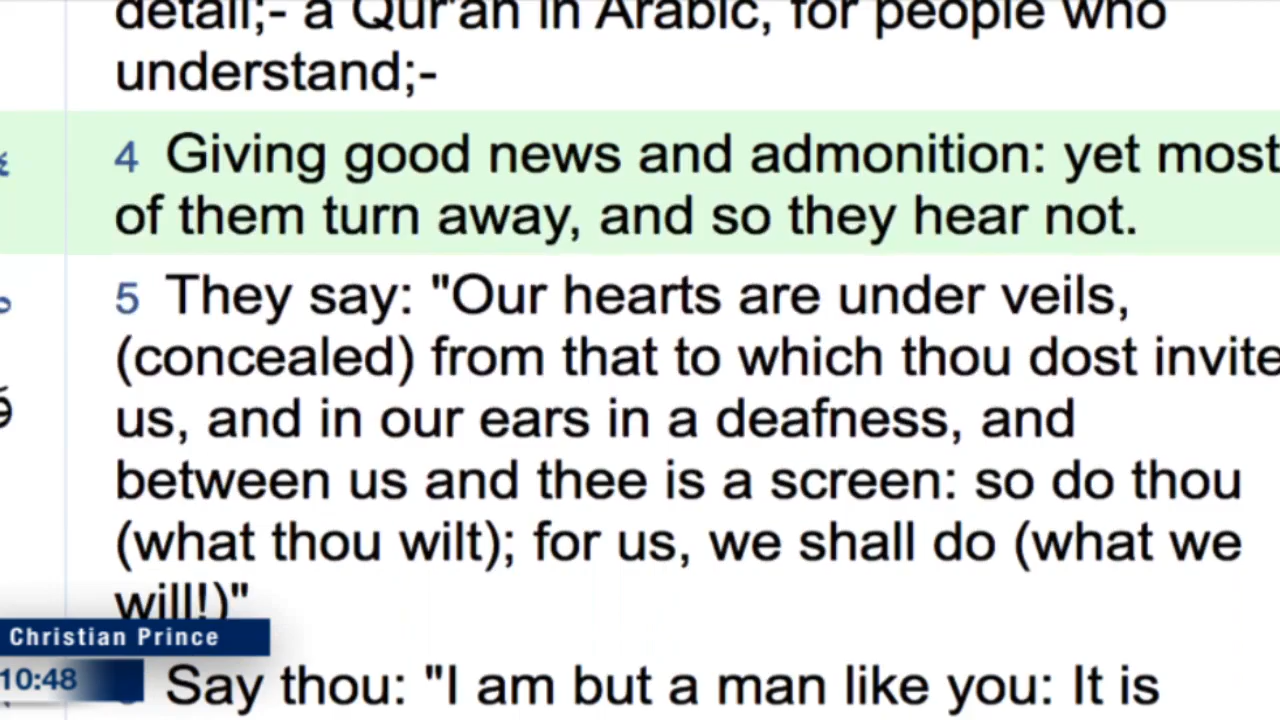 detail;- a Qur'an in Arabic, for people who
understand;-
4 Giving good news and admonition: yet most
of them turn away, and so they hear not.
5 They say: "Our hearts are under veils,
(concealed) from that to which thou dost invite
us, and in our ears in a deafness, and
between us and thee is a screen: so do thou
(what thou wilt); for us, we shall do (what we
will!)"
Christian Prince
10:48
Say thou: "I am but a man like you: It is